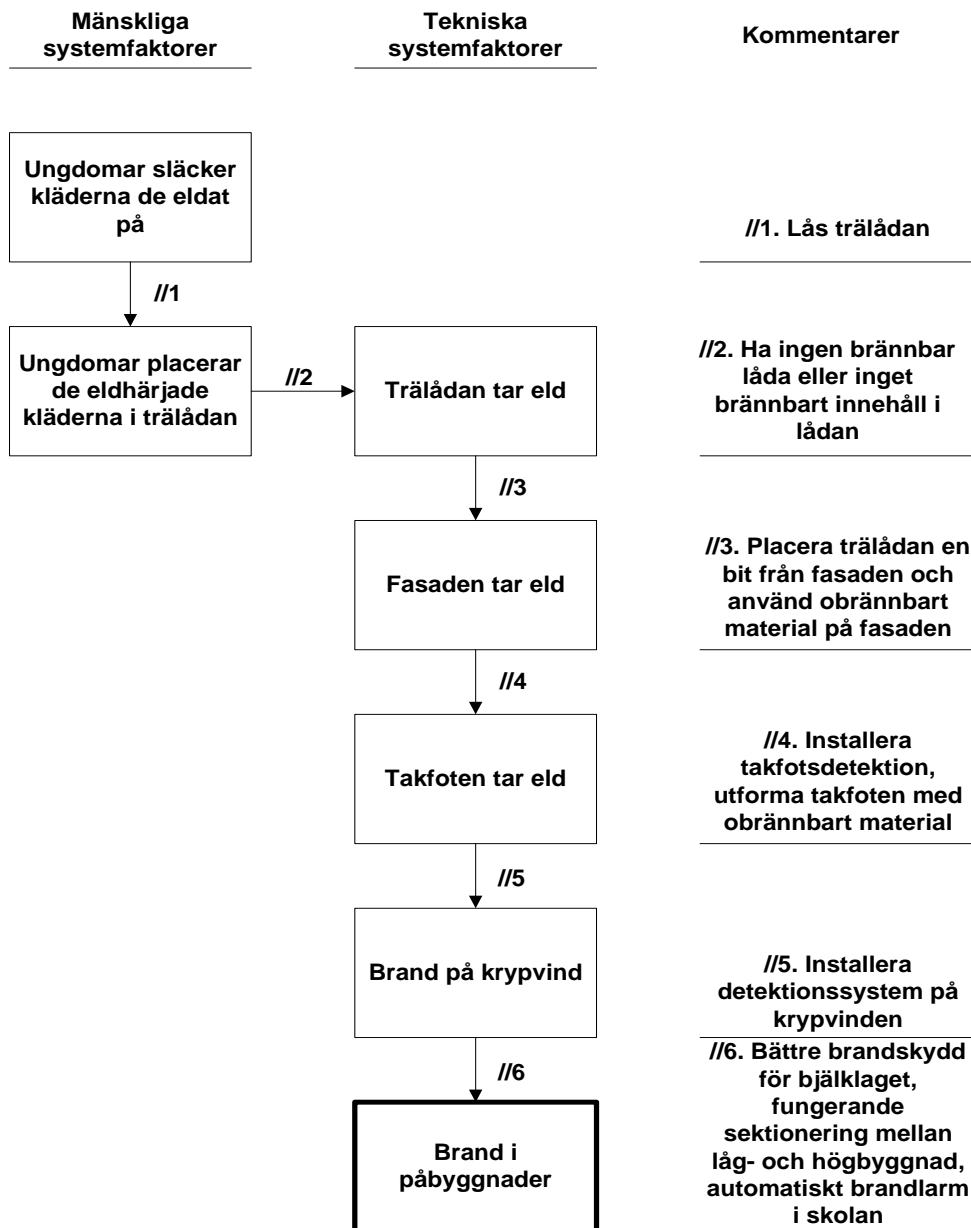 Mänskliga
systemfaktorer
Tekniska
systemfaktorer
Kommentarer
Ungdomar släcker
kläderna de eldat
på
//1. Lås trälådan
//1
Ungdomar placerar
de eldhärjade
kläderna i trälådan
//2
Trälådan tar eld
//2. Ha ingen brännbar
låda eller inget
brännbart innehåll i
lådan
//3
Fasaden tar eld
//3. Placera trälådan en
bit från fasaden och
använd obrännbart
material på fasaden
//4
Takfoten tar eld
//4. Installera
takfotsdetektion,
utforma takfoten med
obrännbart material
//5
Brand på krypvind
//5. Installera
detektionssystem på
krypvinden
//6
Brand i
påbyggnader
//6. Bättre brandskydd
för bjälklaget,
fungerande
sektionering mellan
låg- och högbyggnad,
automatiskt brandlarm
i skolan